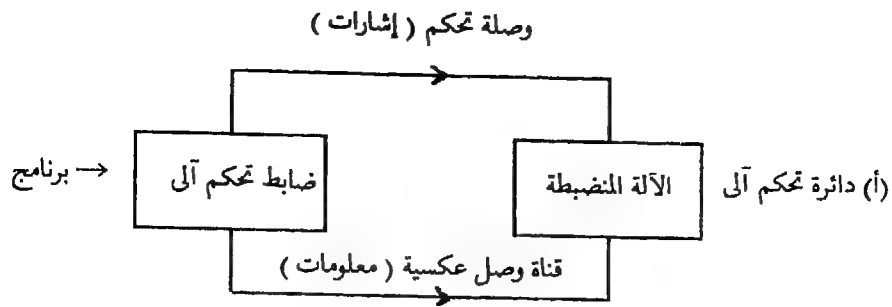 وصلة تحكم ( إشارات )
(أ) دائرة تحكم آلى
الآلة المنضبطة
ضابط تحكم آلى
← برنامج
قناة وصل عكسية ( معلومات )